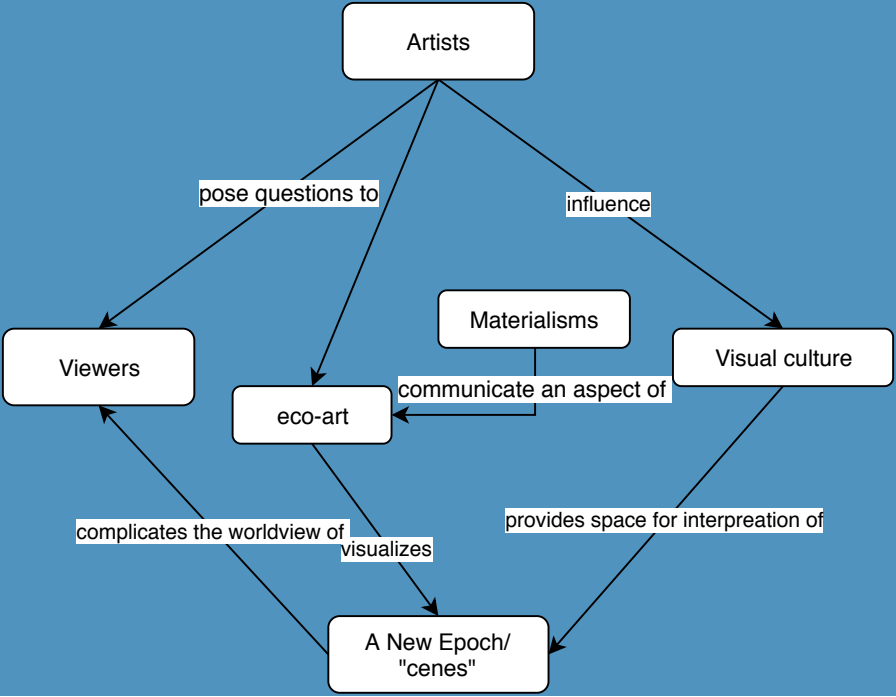 Artists
pose questions to
influence
Materialisms
Viewers
Visual culture
communicate an aspect of
eco-art
complicates the worldview of
visualizes
provides space for interpreation of
A New Epoch/
"cenes"